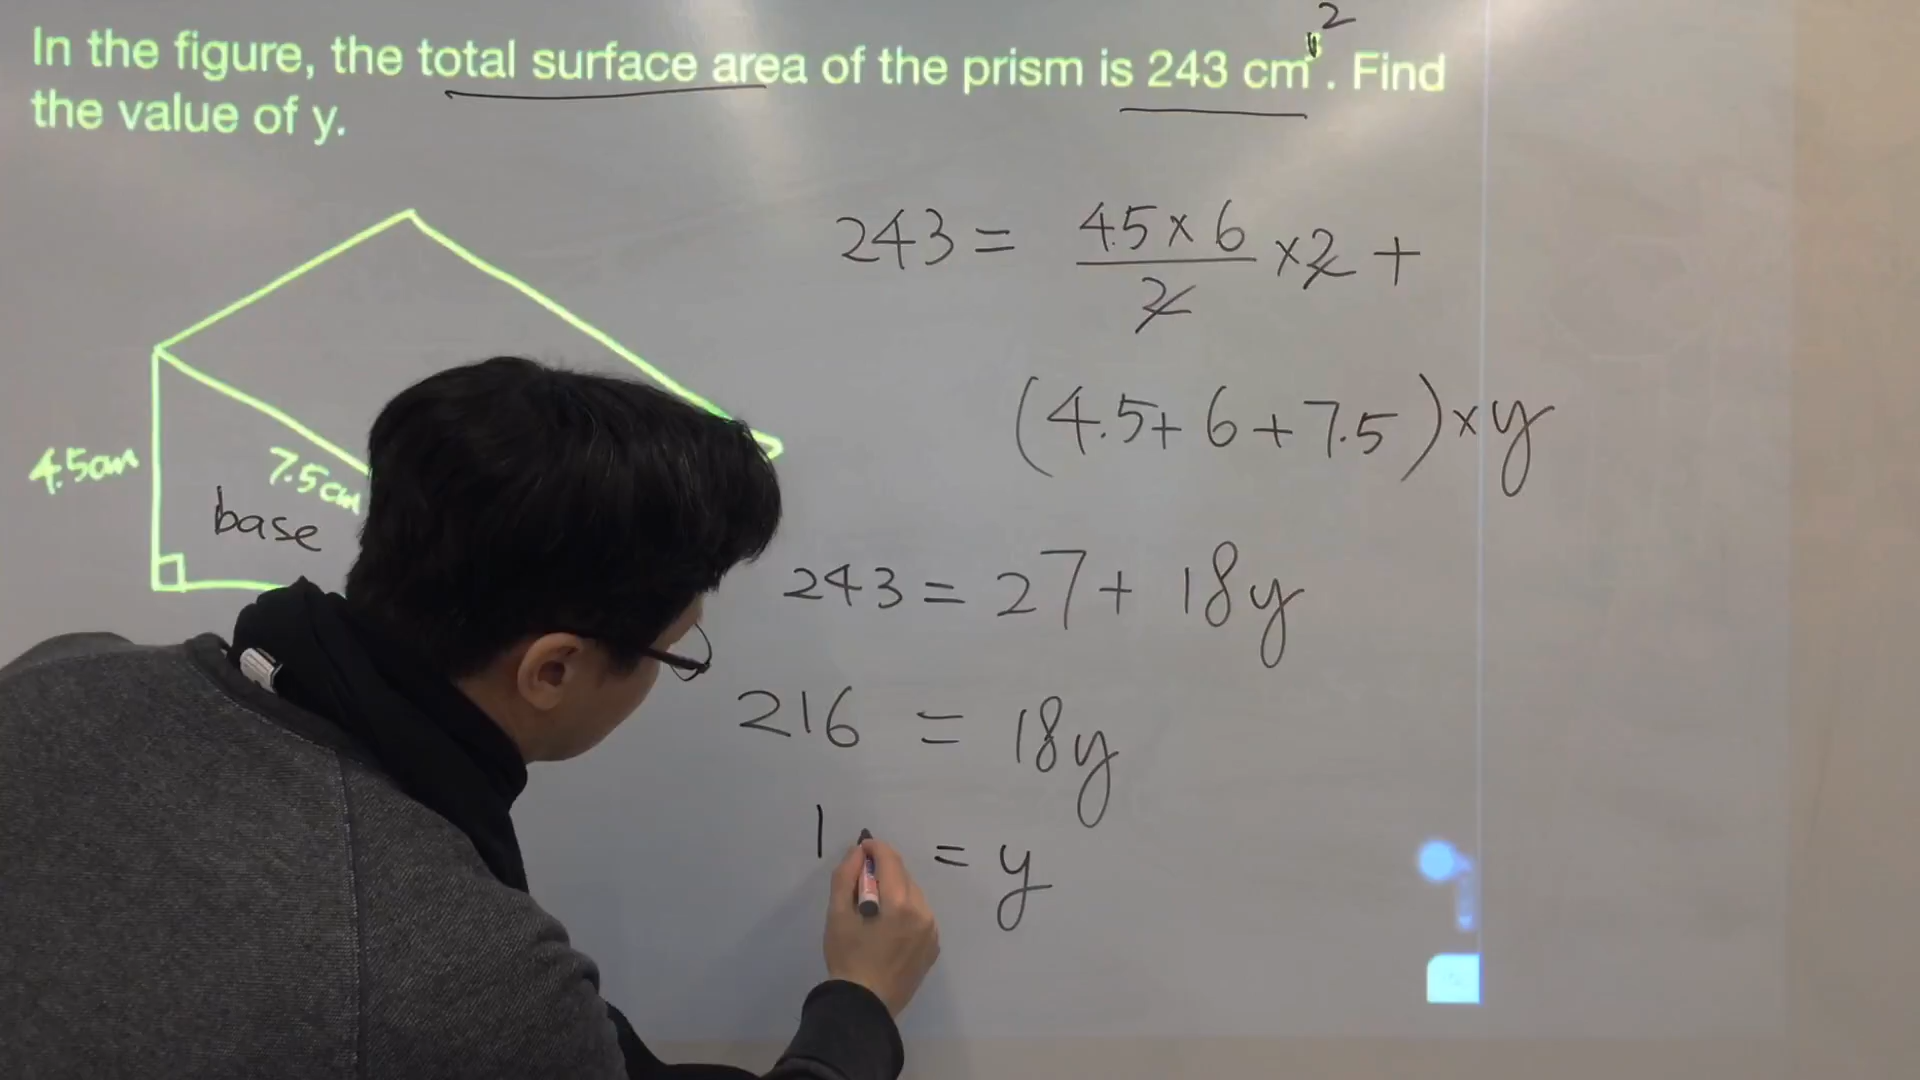 In the figure, the total surface area of the prism is 243 cm². Find
the value of y.
4.5cm
7.5cm
base
243 = 4.5 × 6 / 2 × 2 +
(4.5 + 6 + 7.5) × y
243 = 27 + 18y
216 = 18y
1 = y